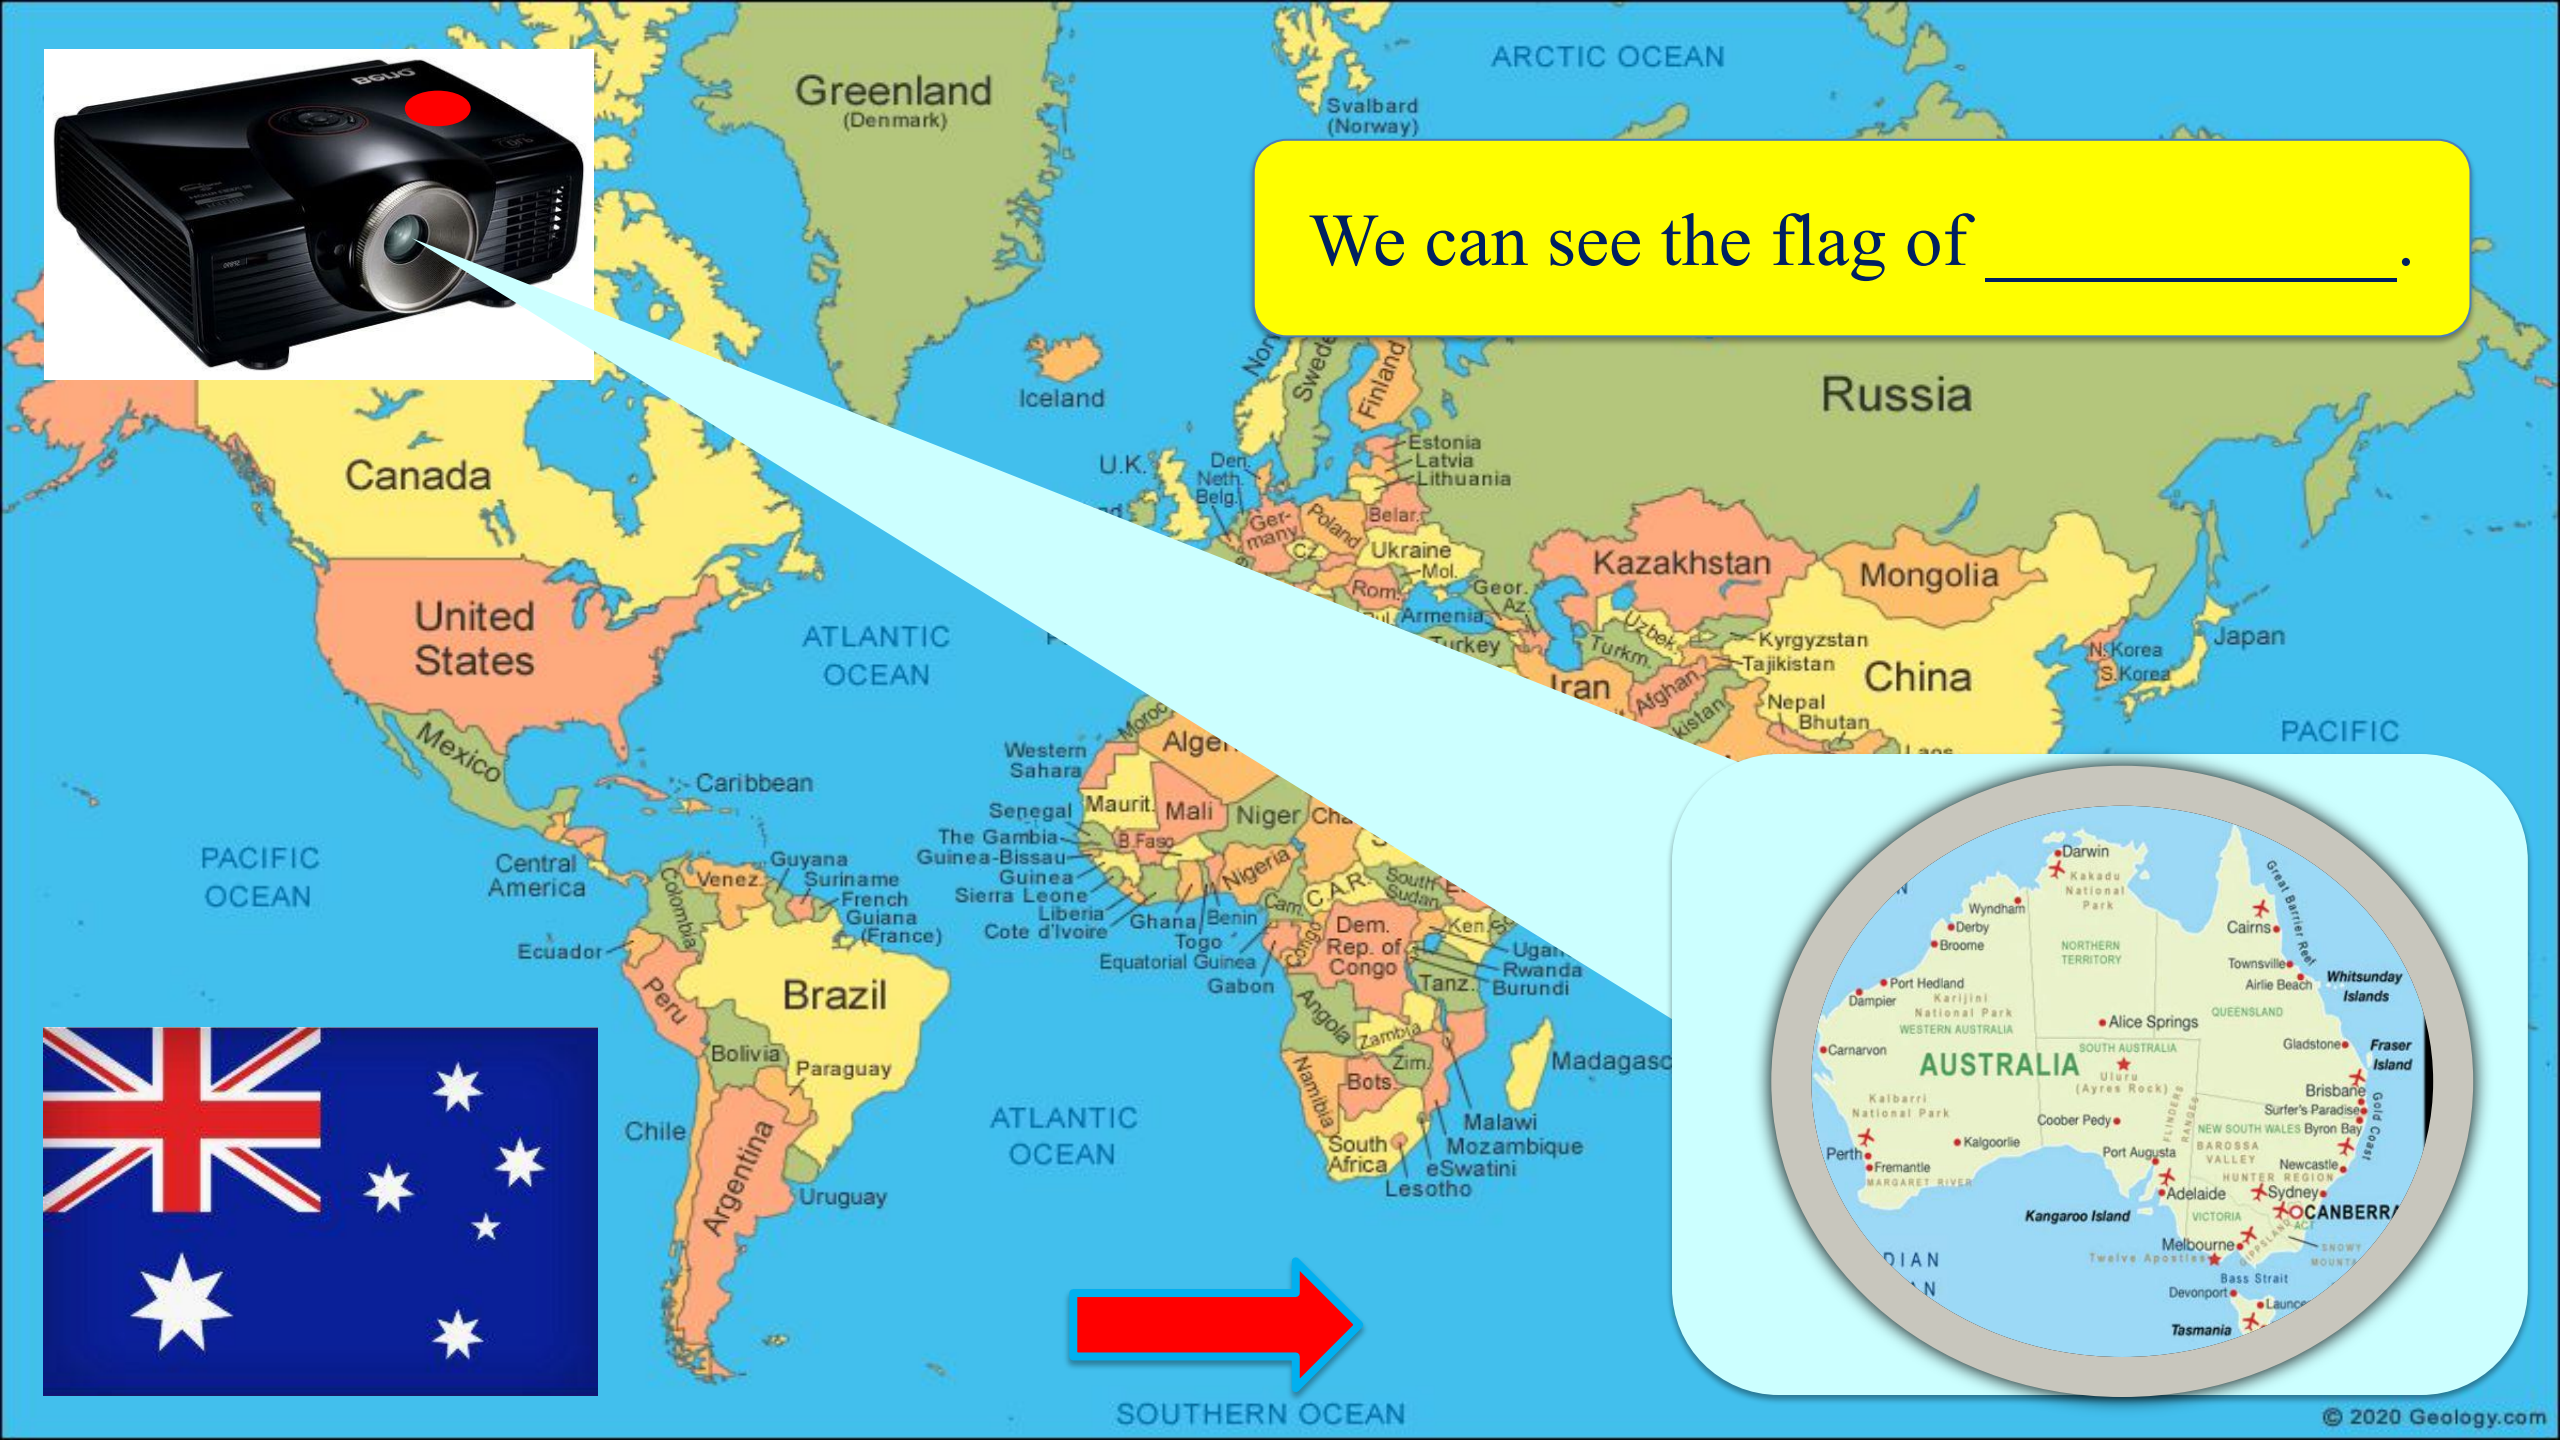 We can see the flag of ____________.
ARCTIC OCEAN
Greenland
(Denmark)
Svalbard
(Norway)
BenQ
Iceland
Finland
Russia
Canada
United
States
Mexico
ATLANTIC
OCEAN
PACIFIC
OCEAN
Caribbean
Central
America
U.K.
Den.
Neth.
Belg.
Estonia
Latvia
Lithuania
Ger-
many
Poland
Belar.
CZ.
Ukraine
Mol.
Rom.
Geor.
Az.
Armenia
Kazakhstan
Mongolia
Uzbek.
Turkm.
Kyrgyzstan
Tajikistan
China
Iran
Afghan.
Nepal
Bhutan
N. Korea
S. Korea
Japan
PACIFIC
Western
Sahara
Maurit.
Mali
Niger
Senegal
The Gambia
Guinea-Bissau
Guinea
Sierra Leone
Liberia
Cote d'Ivoire
B.Faso
Ghana
Togo
Benin
Nigeria
Cam.
C.A.R.
South
Sudan
Equatorial Guinea
Gabon
Congo
Dem.
Rep. of
Congo
Ken.
Rwanda
Burundi
Tanz.
Angola
Zambia
Zim.
Namibia
Bots.
South
Africa
Malawi
Mozambique
eSwatini
Lesotho
Madagasc
Guyana
Suriname
French
Guiana
(France)
Venez.
Colombia
Ecuador
Peru
Brazil
Bolivia
Paraguay
Chile
Argentina
Uruguay
ATLANTIC
OCEAN
SOUTHERN OCEAN
Darwin
Kakadu
National
Park
Wyndham
Derby
Broome
Port Hedland
Dampier
Karijini
National Park
WESTERN AUSTRALIA
NORTHERN
TERRITORY
Cairns
Great Barrier Reef
Townsville
Airlie Beach
Whitsunday
Islands
QUEENSLAND
Alice Springs
Carnarvon
AUSTRALIA
SOUTH AUSTRALIA
Uluru
(Ayres Rock)
Gladstone
Fraser
Island
Brisbane
Surfer's Paradise
Gold Coast
Kalbarri
National Park
Coober Pedy
FLINDERS
RANGES
NEW SOUTH WALES
Byron Bay
Kalgoorlie
Perth
Fremantle
MARGARET RIVER
Port Augusta
BAROSSA
VALLEY
Newcastle
HUNTER REGION
Adelaide
Sydney
Kangaroo Island
VICTORIA
CANBERRA
ACT
Melbourne
Twelve Apostles
GIPPSLAND
SNOWY
Bass Strait
Devonport
Tasmania
© 2020 Geology.com